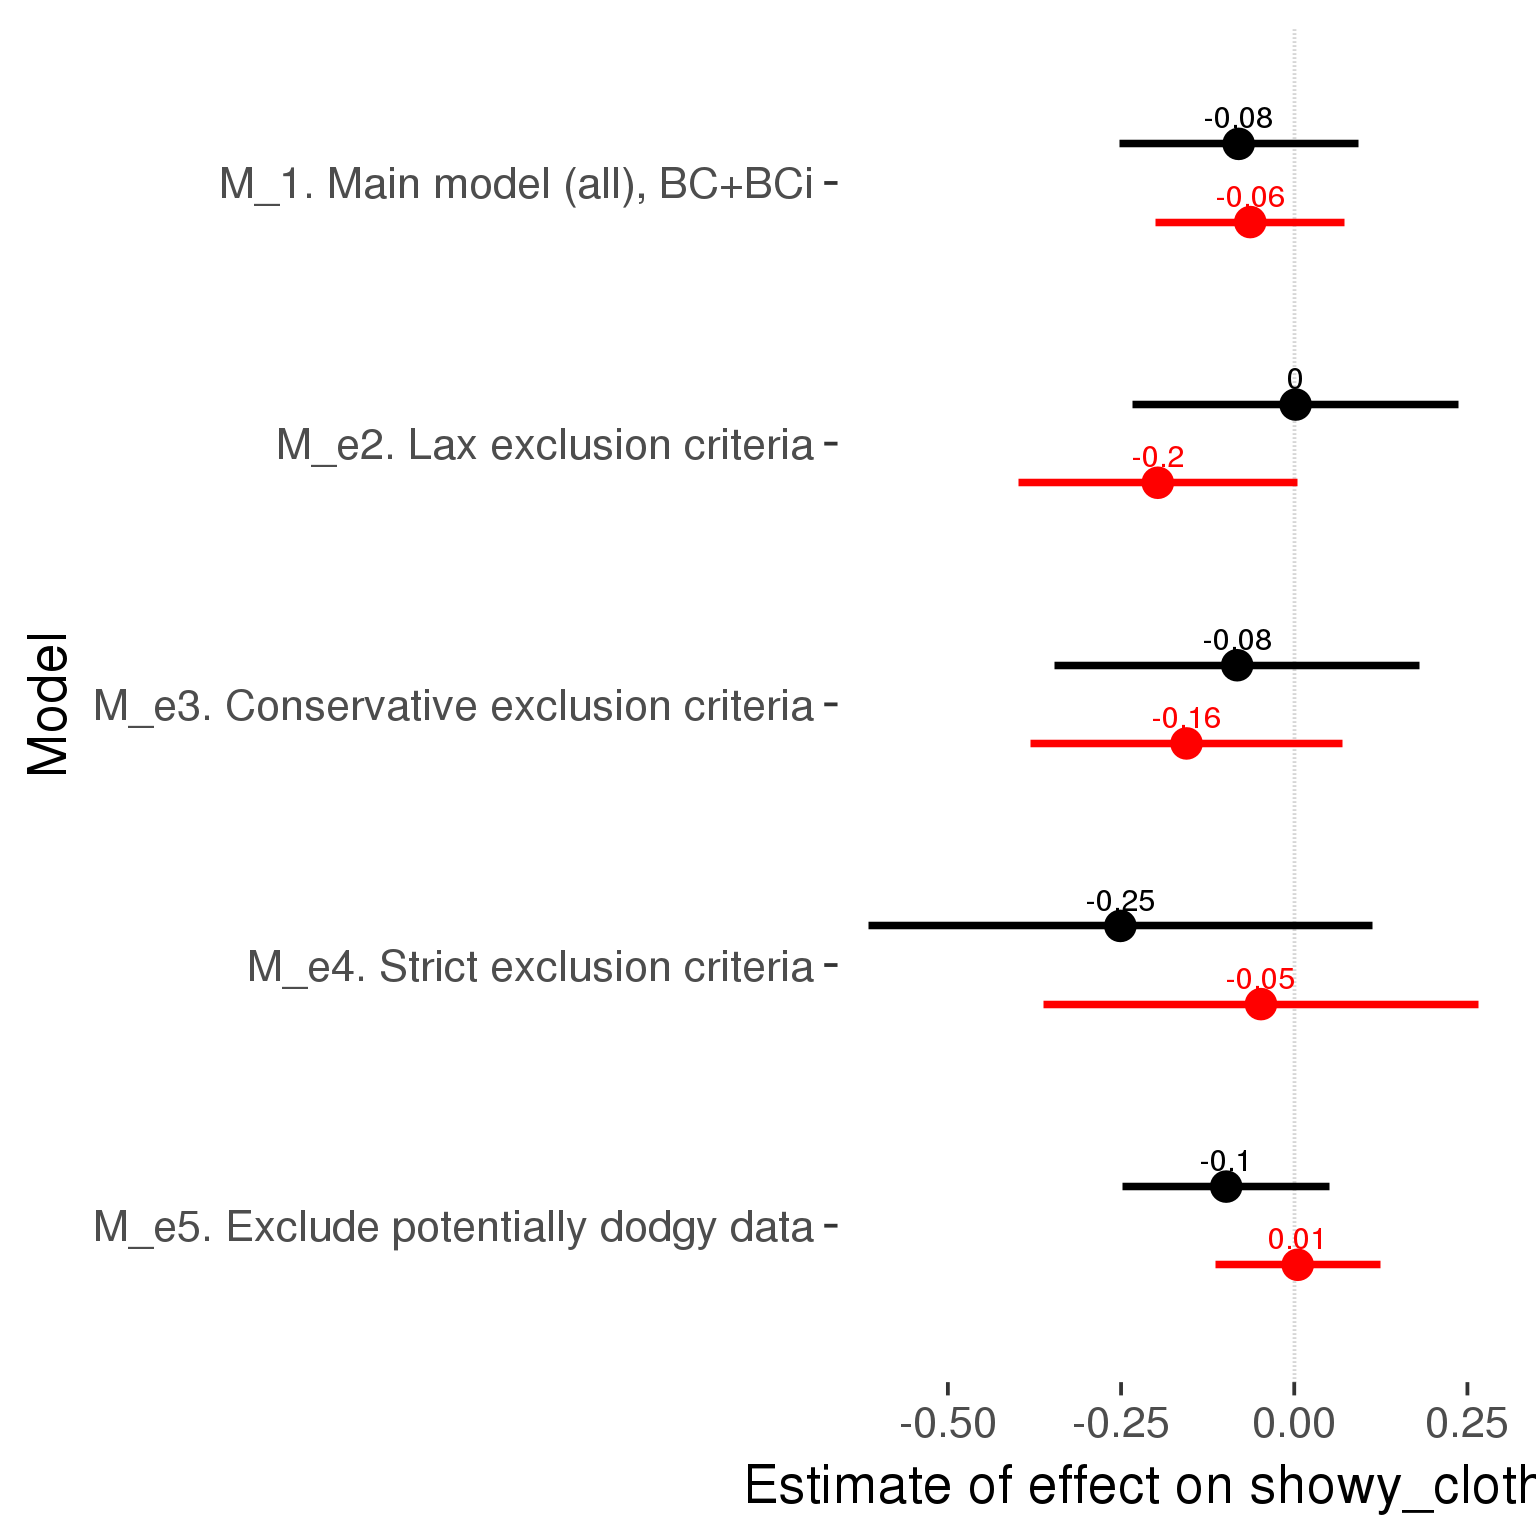 -0.08
M_1. Main model (all), BC+BCi
-0.06
0
M_e2. Lax exclusion criteria
-0.2
-0.08
M_e3. Conservative exclusion criteria
-0.16
Model
-0.25
M_e4. Strict exclusion criteria
-0.05
-0.1
M_e5. Exclude potentially dodgy data
0.01
-0.50 -0.25 0.00 0.25
Estimate of effect on showy_cloth